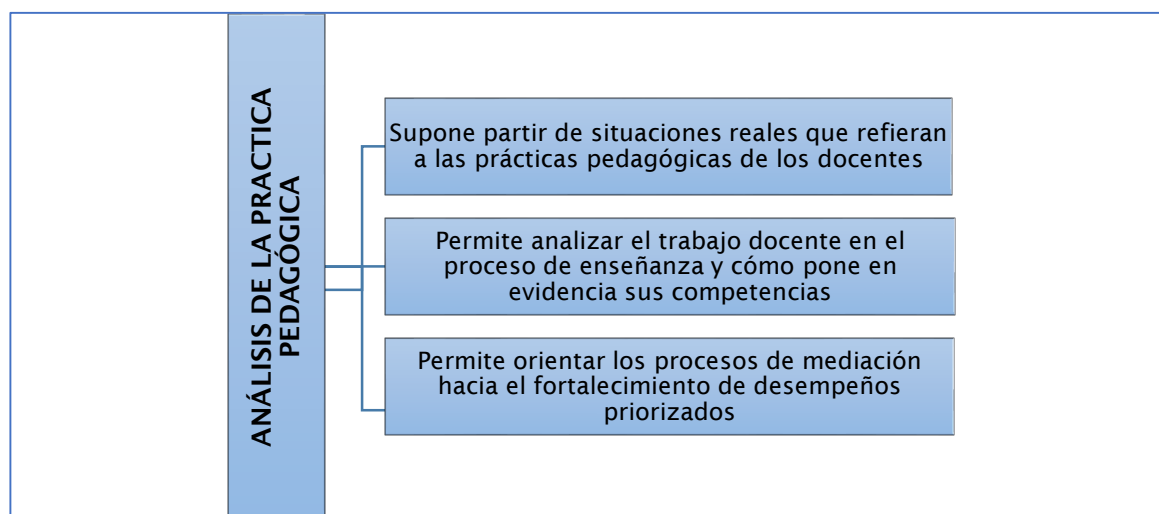 ANÁLISIS DE LA PRACTICA
PEDAGÓGICA
Supone partir de situaciones reales que refieran
a las prácticas pedagógicas de los docentes
Permite analizar el trabajo docente en el
proceso de enseñanza y cómo pone en
evidencia sus competencias
Permite orientar los procesos de mediación
hacia el fortalecimiento de desempeños
priorizados